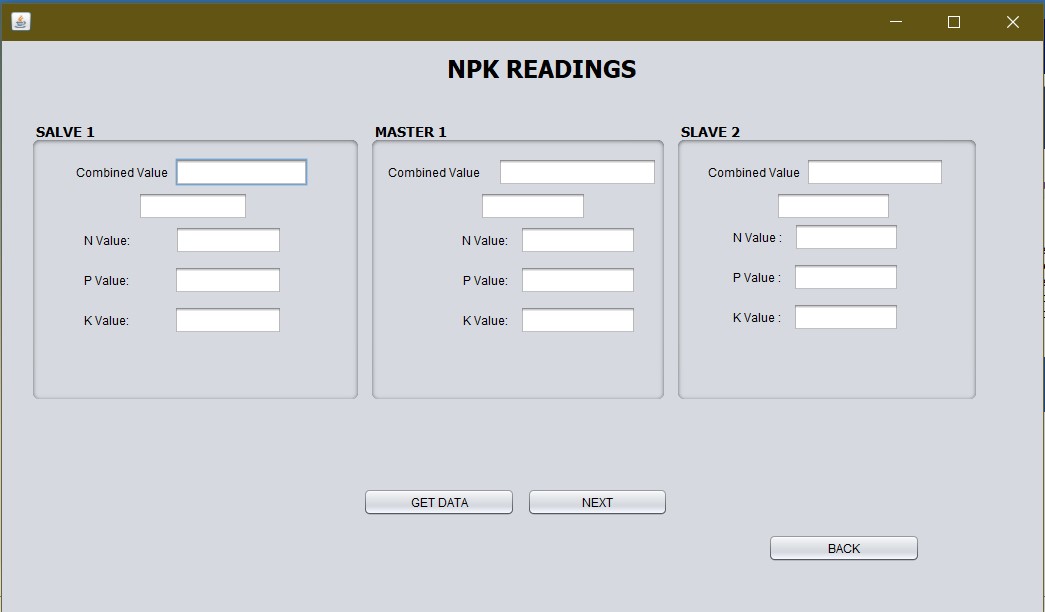 NPK READINGS
SALVE 1
Combined Value
N Value:
P Value:
K Value:
MASTER 1
Combined Value
N Value:
P Value:
K Value:
SLAVE 2
Combined Value
N Value :
P Value :
K Value :
GET DATA
NEXT
BACK